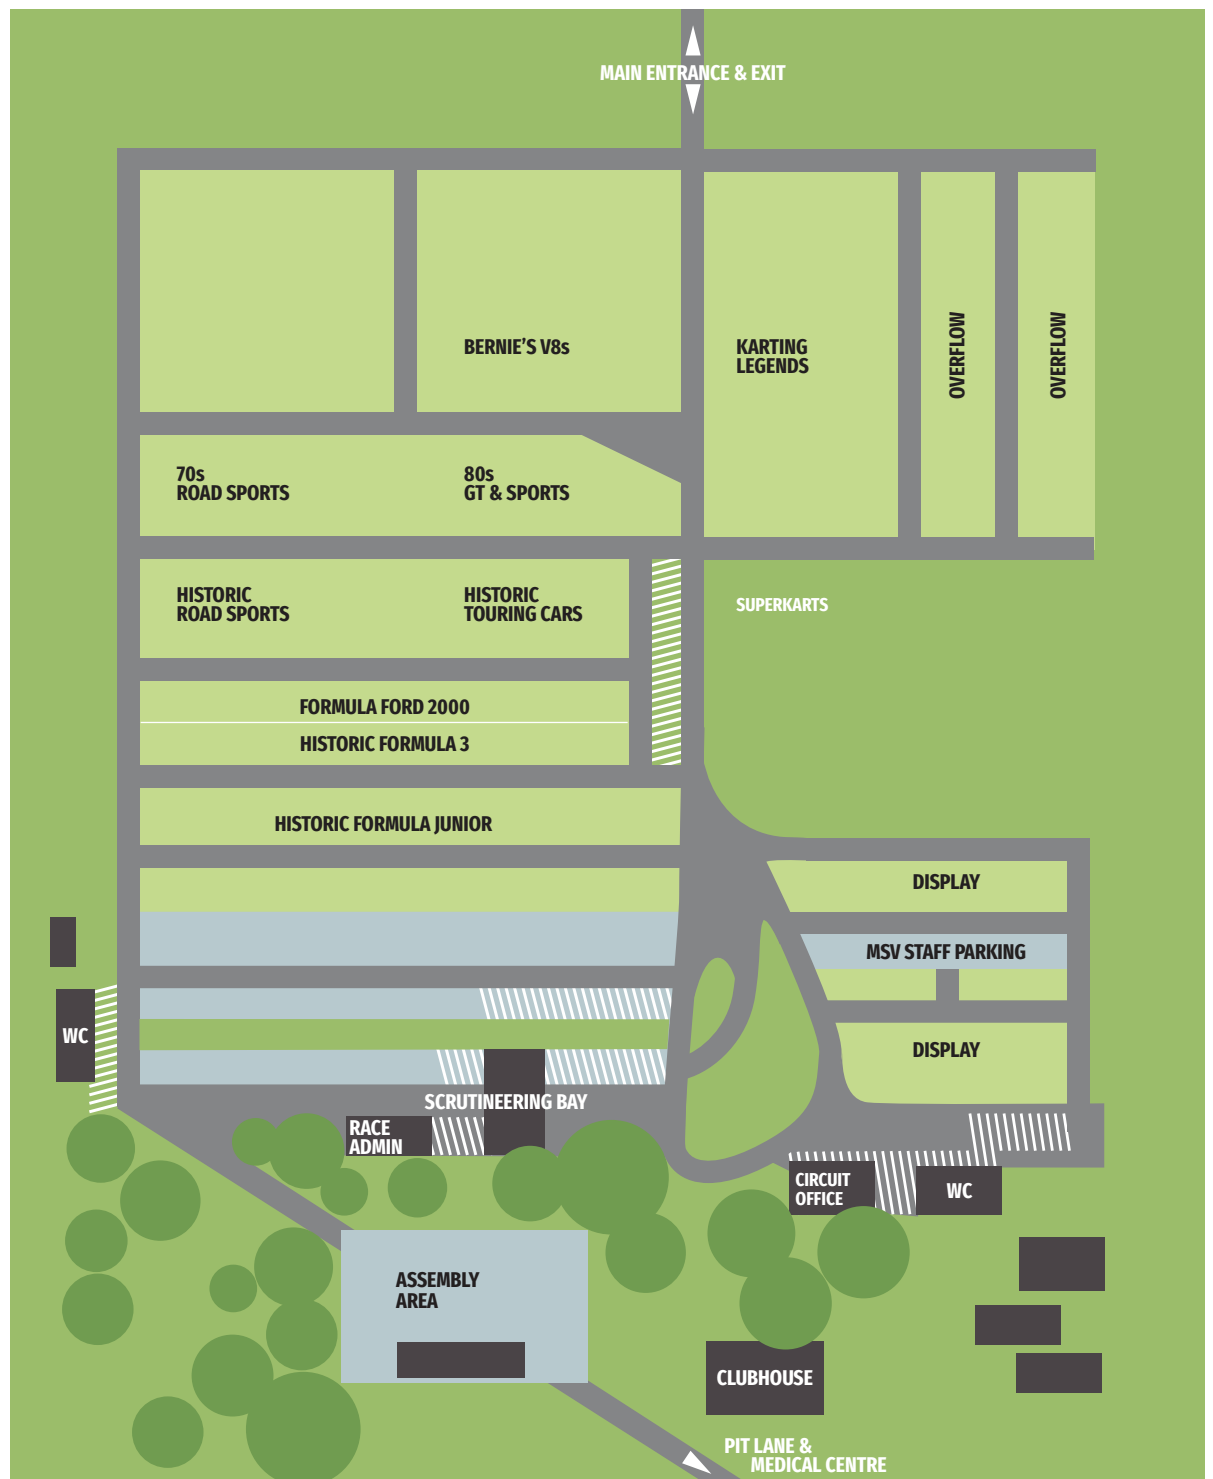 MAIN ENTRANCE & EXIT
BERNIE'S V8s
KARTING
LEGENDS
OVERFLOW
OVERFLOW
70s
ROAD SPORTS
80s
GT & SPORTS
HISTORIC
ROAD SPORTS
HISTORIC
TOURING CARS
SUPERKARTS
FORMULA FORD 2000
HISTORIC FORMULA 3
HISTORIC FORMULA JUNIOR
DISPLAY
MSV STAFF PARKING
WC
DISPLAY
SCRUTINEERING BAY
RACE
ADMIN
CIRCUIT
OFFICE
WC
ASSEMBLY
AREA
CLUBHOUSE
PIT LANE &
MEDICAL CENTRE